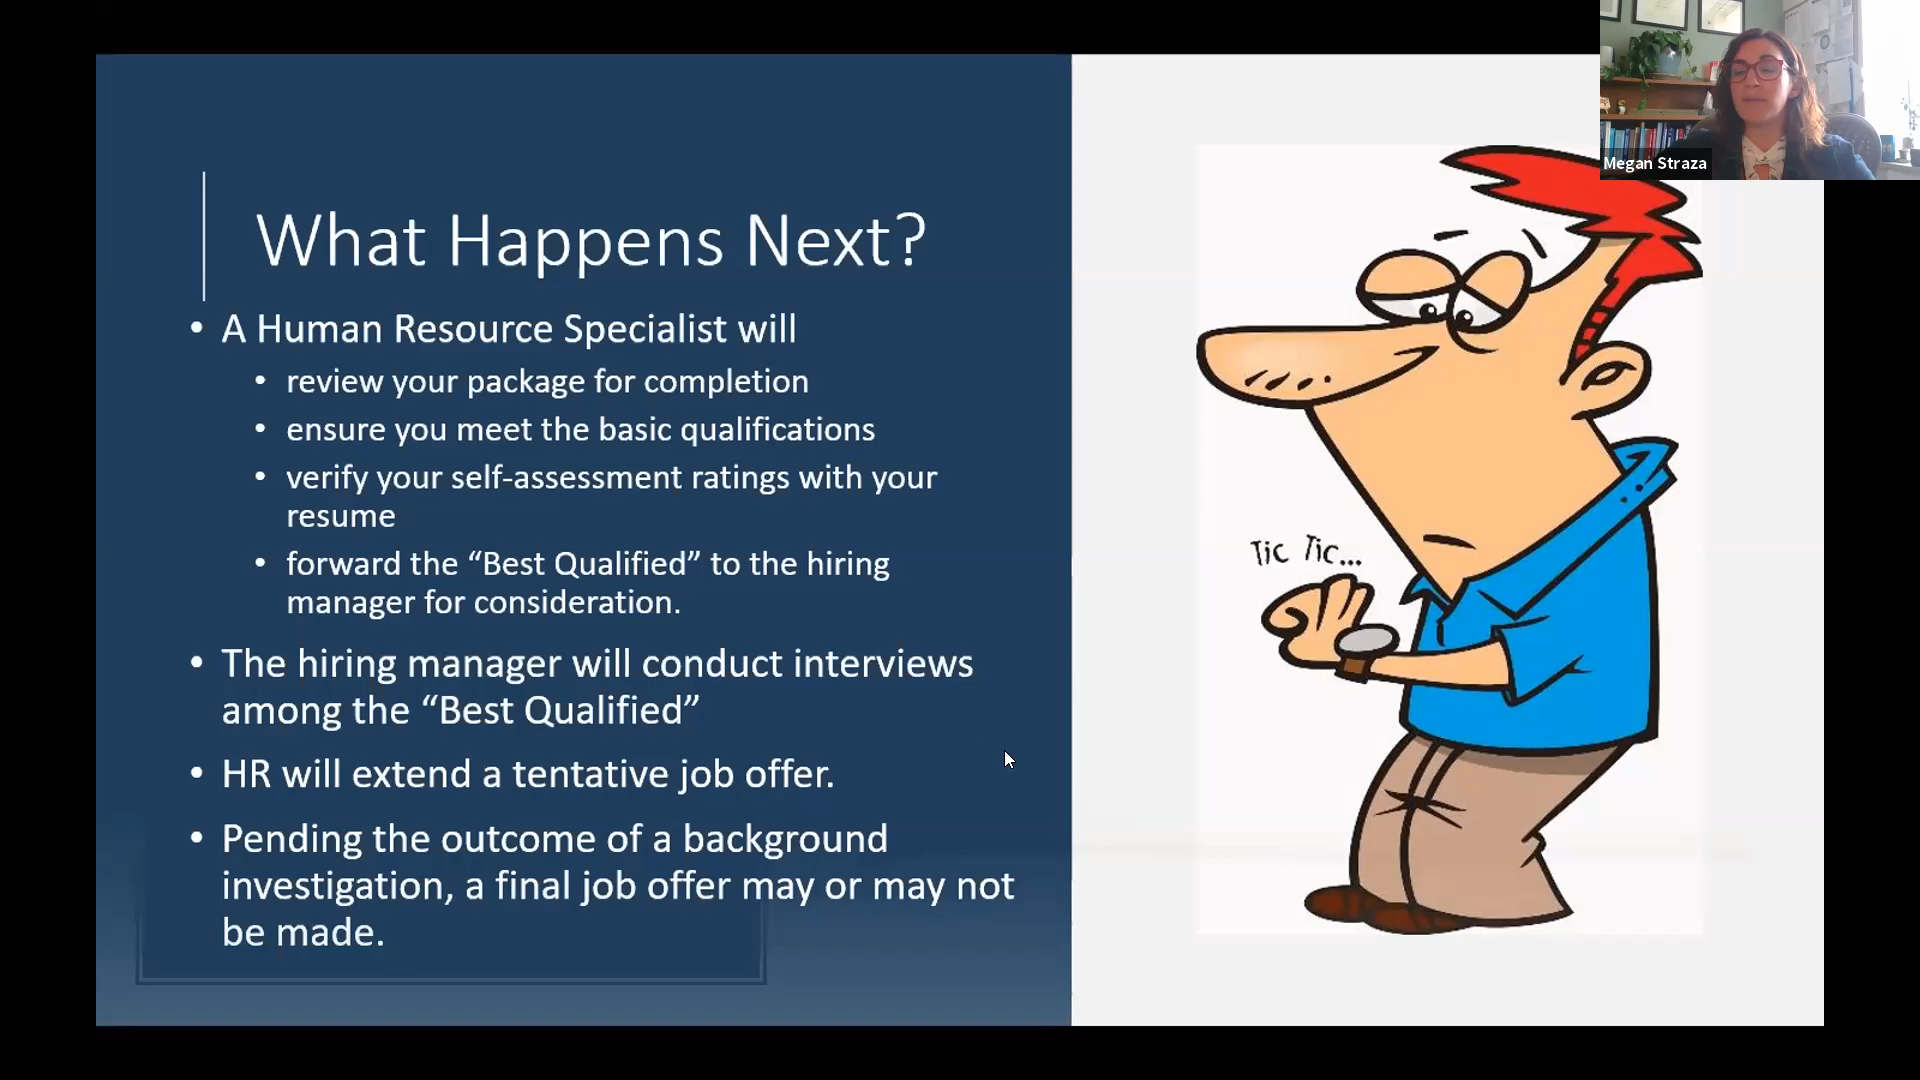 Megan Straza
What Happens Next?
• A Human Resource Specialist will
• review your package for completion
• ensure you meet the basic qualifications
• verify your self-assessment ratings with your
resume
• forward the “Best Qualified” to the hiring
manager for consideration.
• The hiring manager will conduct interviews
among the “Best Qualified”
• HR will extend a tentative job offer.
• Pending the outcome of a background
investigation, a final job offer may or may not
be made.
Tic Tic...